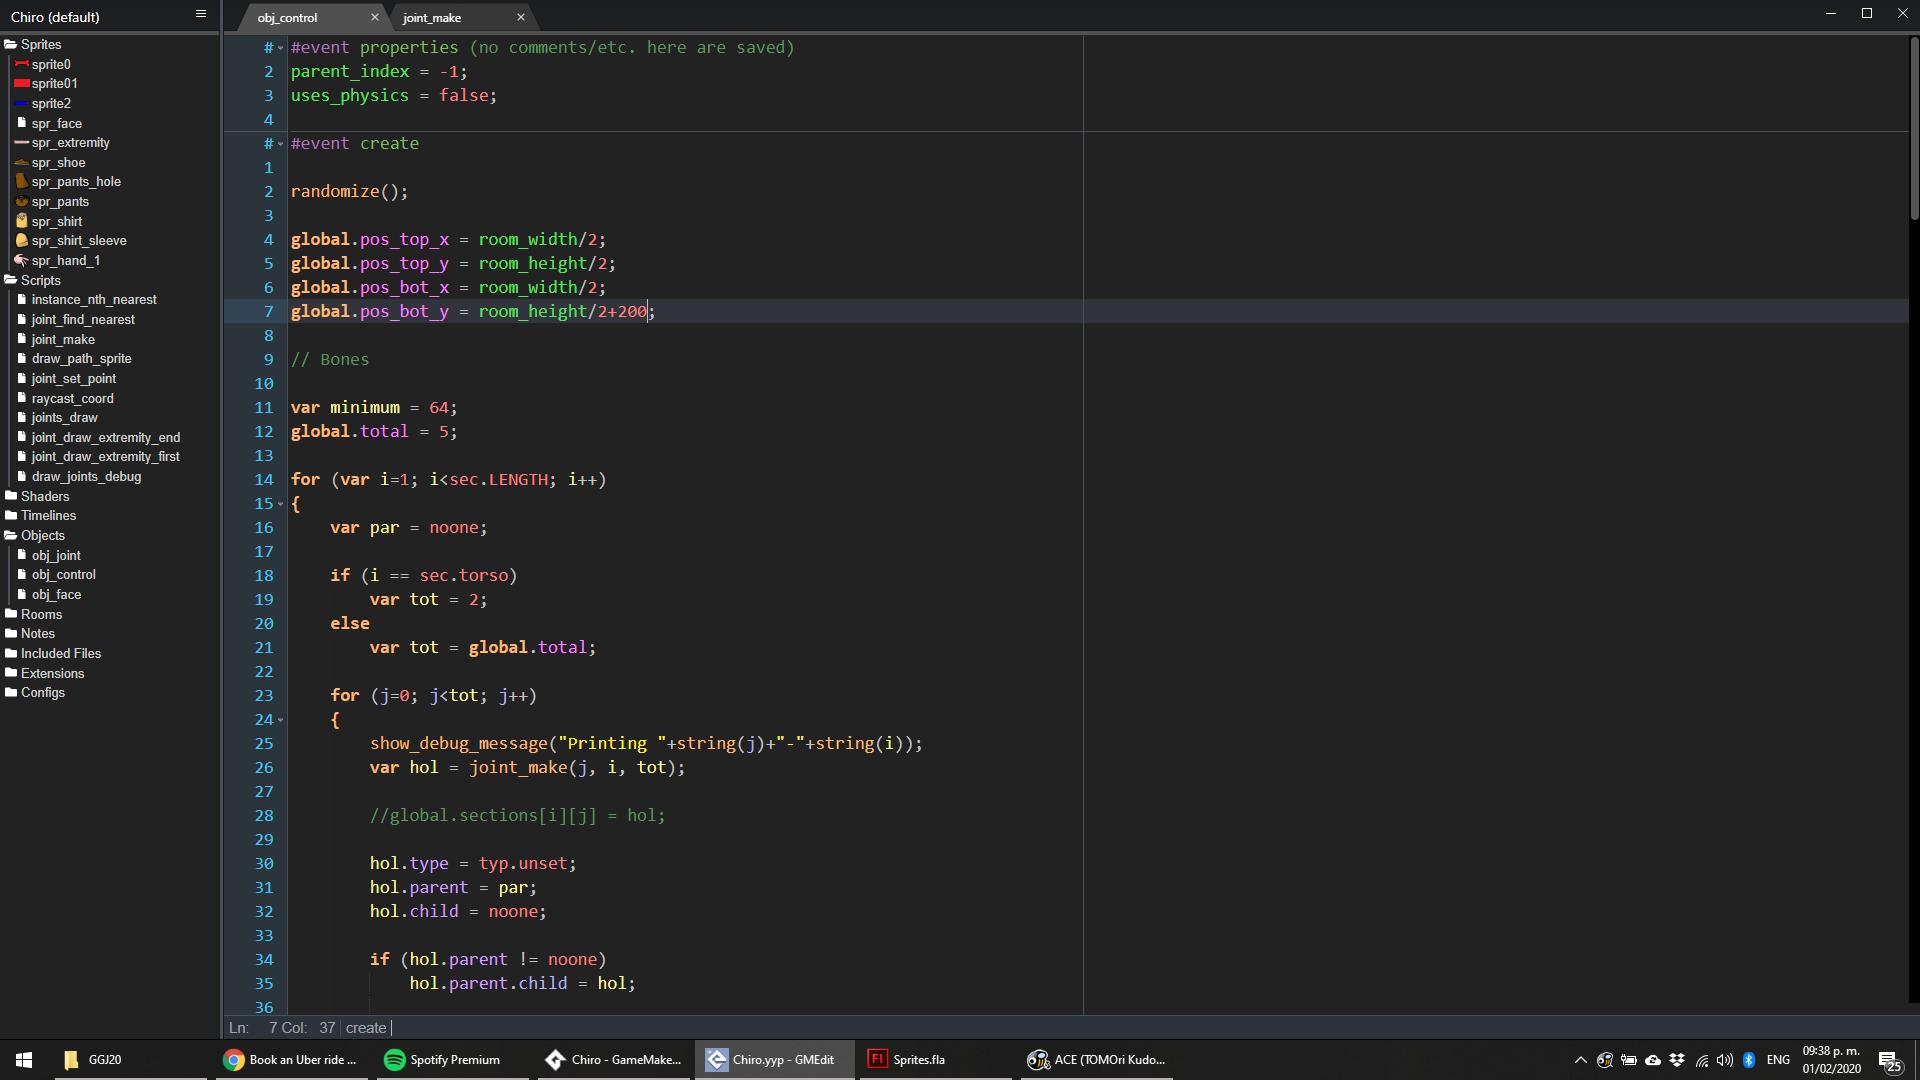 Chiro (default)
obj_control
joint_make
Sprites
sprite0
sprite01
sprite2
spr_face
spr_extremity
spr_shoe
spr_pants_hole
spr_pants
spr_shirt
spr_shirt_sleeve
spr_hand_1
Scripts
instance_nth_nearest
joint_find_nearest
joint_make
draw_path_sprite
joint_set_point
raycast_coord
joints_draw
joint_draw_extremity_end
joint_draw_extremity_first
draw_joints_debug
Shaders
Timelines
Objects
obj_joint
obj_control
obj_face
Rooms
Notes
Included Files
Extensions
Configs
# #event properties (no comments/etc. here are saved)
2 parent_index = -1;
3 uses_physics = false;
4
# #event create
1
2 randomize();
3
4 global.pos_top_x = room_width/2;
5 global.pos_top_y = room_height/2;
6 global.pos_bot_x = room_width/2;
7 global.pos_bot_y = room_height/2+200;
8
9 // Bones
10
11 var minimum = 64;
12 global.total = 5;
13
14 for (var i=1; i<sec.LENGTH; i++)
15 {
16 var par = noone;
17
18 if (i == sec.torso)
19 var tot = 2;
20 else
21 var tot = global.total;
22
23 for (j=0; j<tot; j++)
24 {
25 show_debug_message("Printing "+string(j)+"-"+string(i));
26 var hol = joint_make(j, i, tot);
27
28 //global.sections[i][j] = hol;
29
30 hol.type = typ.unset;
31 hol.parent = par;
32 hol.child = noone;
33
34 if (hol.parent != noone)
35 hol.parent.child = hol;
36
Ln: 7 Col: 37 create
GGJ20
Book an Uber ride ...
Spotify Premium
Chiro - GameMake...
Chiro.yyp - GMEdit
Fl Sprites.fla
ACE (TOMOri Kudo...
ENG
09:38 p. m.
01/02/2020
25